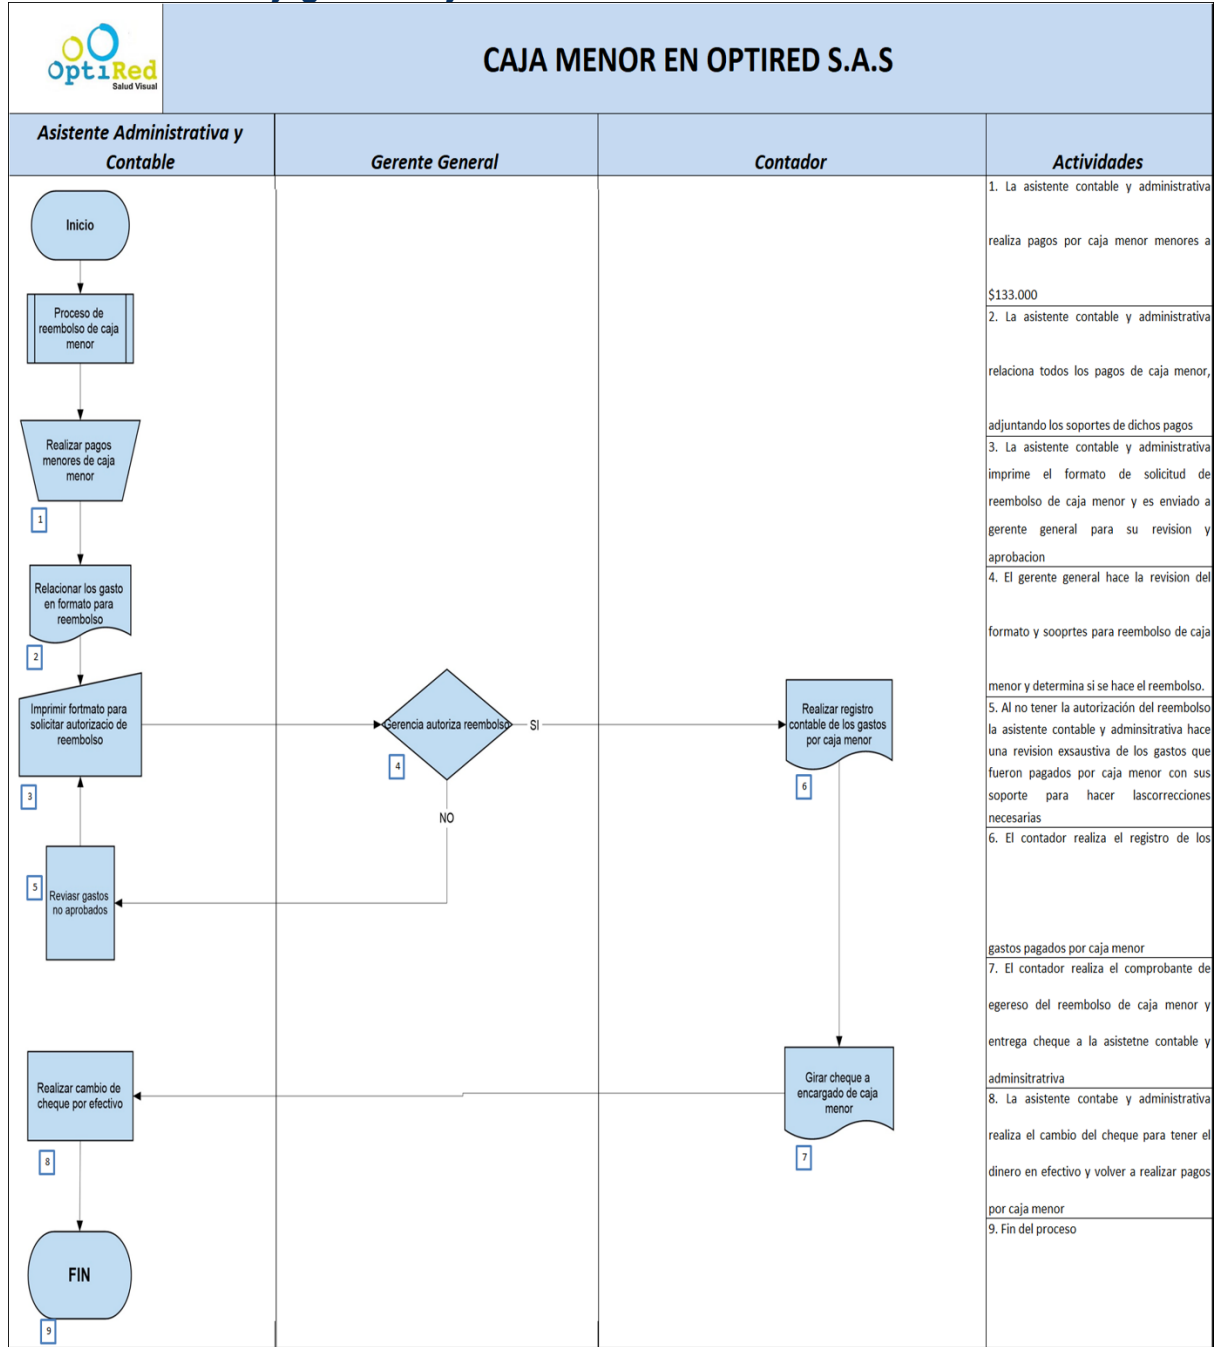 OptiRed
Salud Visual
CAJA MENOR EN OPTIRED S.A.S
Asistente Administrativa y
Contable
Gerente General
Contador
Actividades
Inicio
Proceso de
reembolso de caja
menor
Realizar pagos
menores de caja
menor
1
Relacionar los gasto
en formato para
reembolso
2
Imprimir fortmato para
solicitar autorizacio de
reembolso
3
Gerencia autoriza reembolso
4
SI
NO
Reviasr gastos
no aprobados
5
Realizar registro
contable de los gastos
por caja menor
6
Girar cheque a
encargado de caja
menor
7
Realizar cambio de
cheque por efectivo
8
FIN
9
1. La asistente contable y administrativa
realiza pagos por caja menor menores a
$133.000
2. La asistente contable y administrativa
relaciona todos los pagos de caja menor,
adjuntando los soportes de dichos pagos
3. La asistente contable y administrativa
imprime el formato de solicitud de
reembolso de caja menor y es enviado a
gerente general para su revision y
aprobacion
4. El gerente general hace la revision del
formato y sooprtes para reembolso de caja
menor y determina si se hace el reembolso.
5. Al no tener la autorización del reembolso
la asistente contable y adminsitrativa hace
una revision exsaustiva de los gastos que
fueron pagados por caja menor con sus
soporte para hacer lascorrecciones
necesarias
6. El contador realiza el registro de los
gastos pagados por caja menor
7. El contador realiza el comprobante de
egereso del reembolso de caja menor y
entrega cheque a la asistetne contable y
adminsitratriva
8. La asistente contabe y administrativa
realiza el cambio del cheque para tener el
dinero en efectivo y volver a realizar pagos
por caja menor
9. Fin del proceso